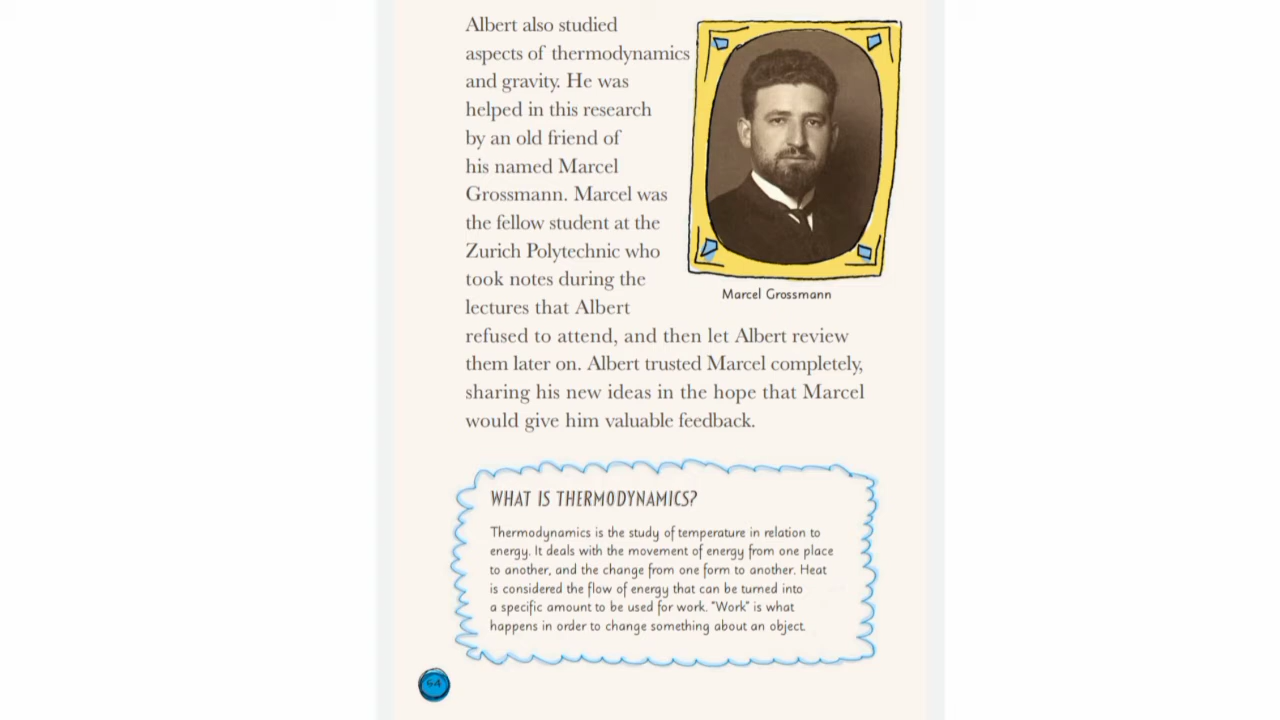 Albert also studied
aspects of thermodynamics
and gravity. He was
helped in this research
by an old friend of
his named Marcel
Grossmann. Marcel was
the fellow student at the
Zurich Polytechnic who
took notes during the
lectures that Albert
refused to attend, and then let Albert review
them later on. Albert trusted Marcel completely,
sharing his new ideas in the hope that Marcel
would give him valuable feedback.
Marcel Grossmann
WHAT IS THERMODYNAMICS?
Thermodynamics is the study of temperature in relation to
energy. It deals with the movement of energy from one place
to another, and the change from one form to another. Heat
is considered the flow of energy that can be turned into
a specific amount to be used for work. "Work" is what
happens in order to change something about an object.
64